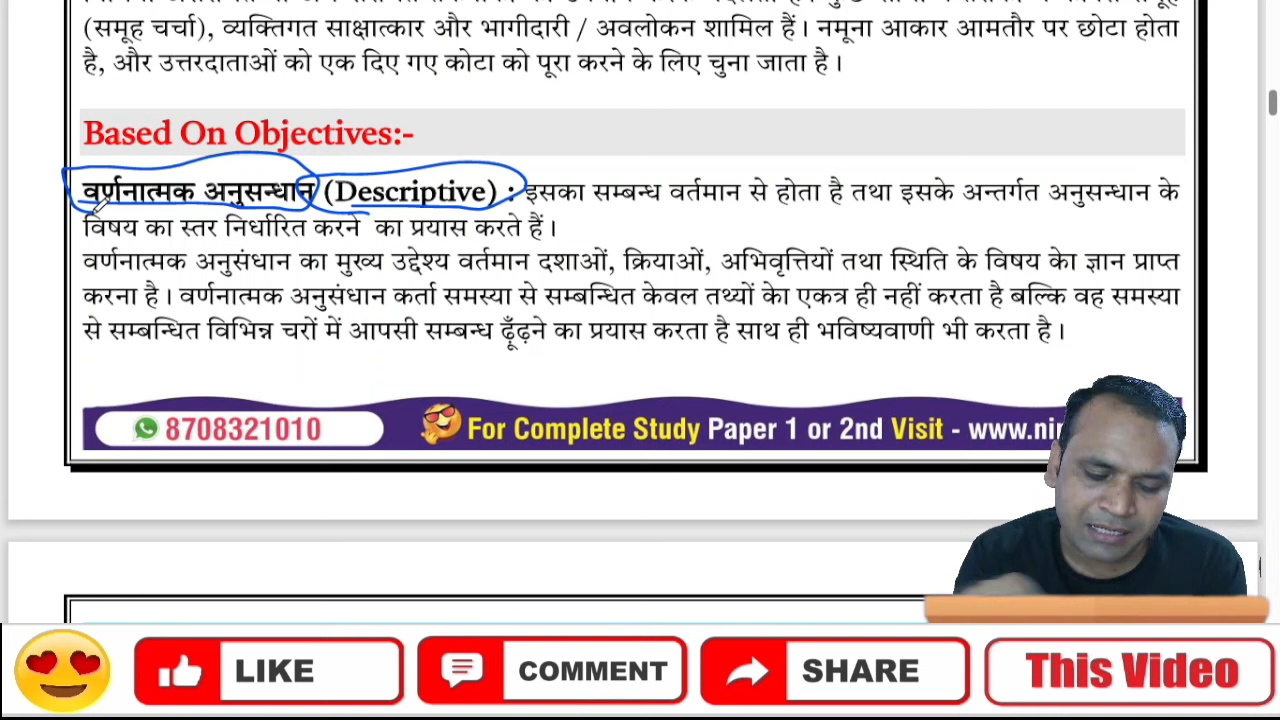 (समूह चर्चा), व्यक्तिगत साक्षात्कार और भागीदारी / अवलोकन शामिल हैं। नमूना आकार आमतौर पर छोटा होता
है, और उत्तरदाताओं को एक दिए गए कोटा को पूरा करने के लिए चुना जाता है।
Based On Objectives:-
वर्णनात्मक अनुसन्धान (Descriptive) : इसका सम्बन्ध वर्तमान से होता है तथा इसके अन्तर्गत अनुसन्धान के
विषय का स्तर निर्धारित करने का प्रयास करते हैं।
वर्णनात्मक अनुसंधान का मुख्य उद्देश्य वर्तमान दशाओं, क्रियाओं, अभिवृत्तियों तथा स्थिति के विषय केा ज्ञान प्राप्त
करना है। वर्णनात्मक अनुसंधान कर्ता समस्या से सम्बन्धित केवल तथ्यों केा एकत्र ही नहीं करता है बल्कि वह समस्या
से सम्बन्धित विभिन्न चरों में आपसी सम्बन्ध ढ़ूँढ़ने का प्रयास करता है साथ ही भविष्यवाणी भी करता है।
8708321010 For Complete Study Paper 1 or 2nd Visit -
LIKE COMMENT SHARE This Video